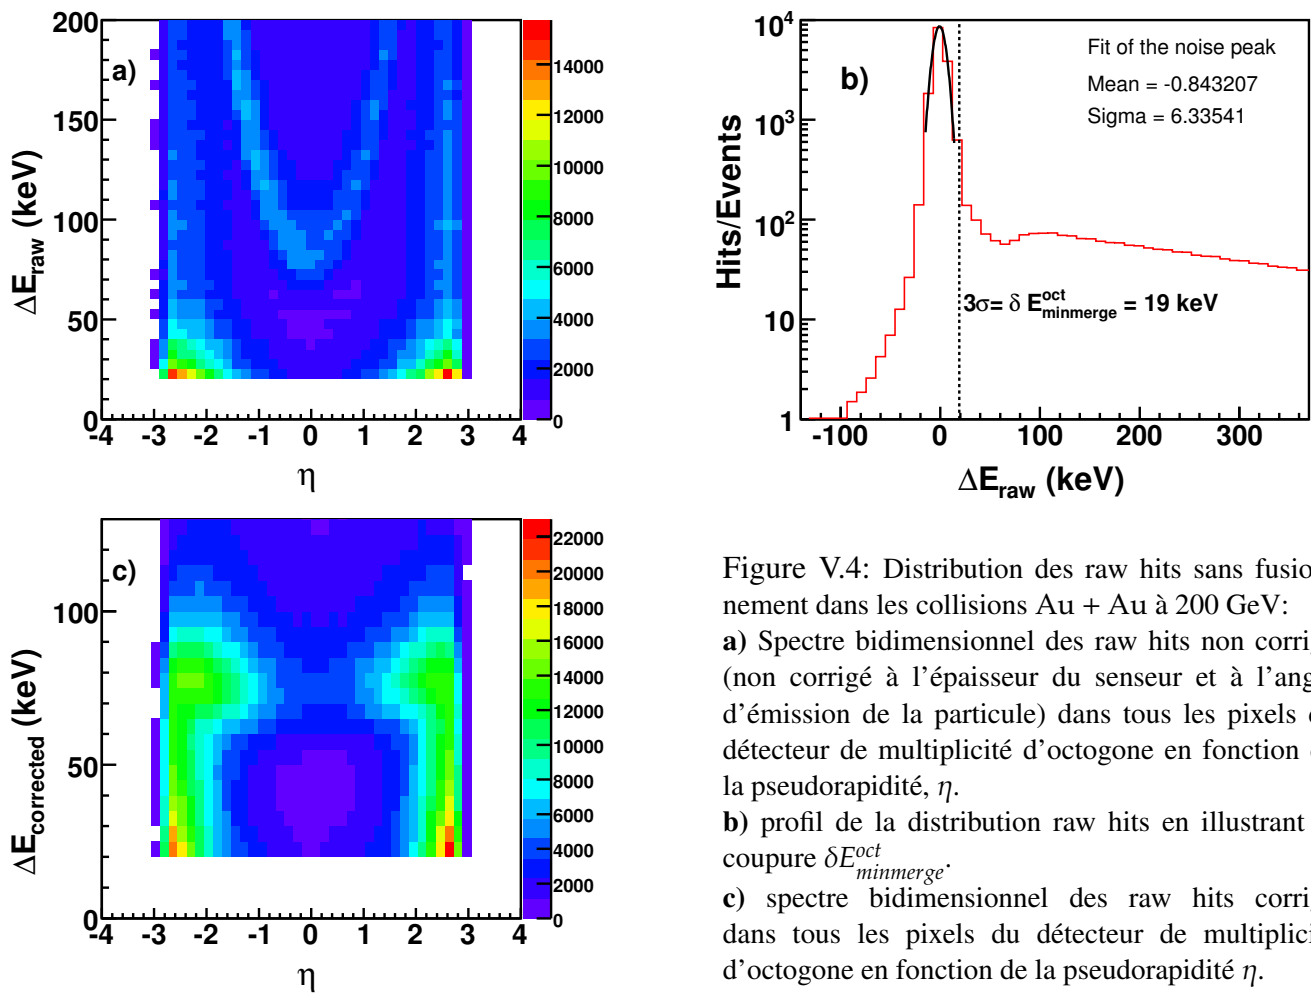 200
150
100
50
0
ΔE_raw (keV)
a)
-4 -3 -2 -1 0 1 2 3 4
η
14000
12000
10000
8000
6000
4000
2000
0
10^4
10^3
10^2
10
1
Hits/Events
b)
Fit of the noise peak
Mean = -0.843207
Sigma = 6.33541
3σ= δ E^oct_minmerge = 19 keV
-100 0 100 200 300
ΔE_raw (keV)
100
50
0
ΔE_corrected (keV)
c)
-4 -3 -2 -1 0 1 2 3 4
η
22000
20000
18000
16000
14000
12000
10000
8000
6000
4000
2000
0
Figure V.4: Distribution des raw hits sans fusion-
nement dans les collisions Au + Au à 200 GeV:
a) Spectre bidimensionnel des raw hits non corrig
(non corrigé à l'épaisseur du senseur et à l'ang
d'émission de la particule) dans tous les pixels
détecteur de multiplicité d'octogone en fonction
la pseudorapidité, η.
b) profil de la distribution raw hits en illustrant
coupure δE^oct_minmerge.
c) spectre bidimensionnel des raw hits corrig
dans tous les pixels du détecteur de multiplici
d'octogone en fonction de la pseudorapidité η.